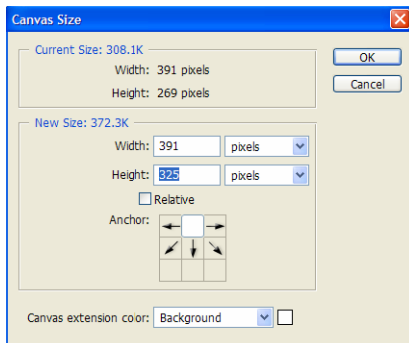 Canvas Size
Current Size: 308.1K
Width: 391 pixels
Height: 269 pixels
OK
Cancel
New Size: 372.3K
Width: 391 pixels
Height: 325 pixels
Relative
Anchor:
Canvas extension color: Background